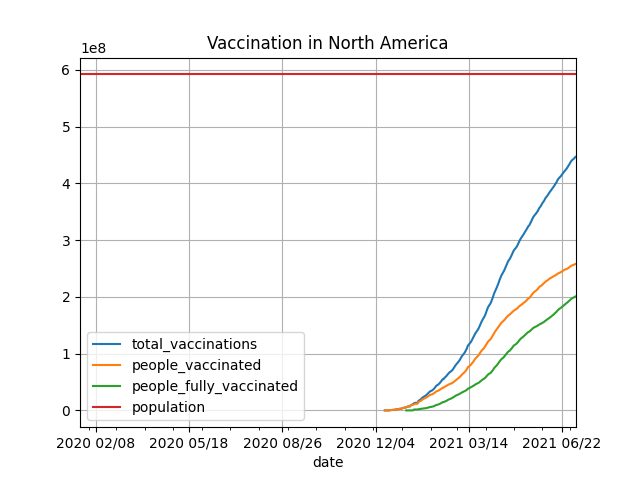 Vaccination in North America
1e8
6
5
4
3
2
1
0
total_vaccinations
people_vaccinated
people_fully_vaccinated
population
2020 02/08 2020 05/18 2020 08/26 2020 12/04 2021 03/14 2021 06/22
date